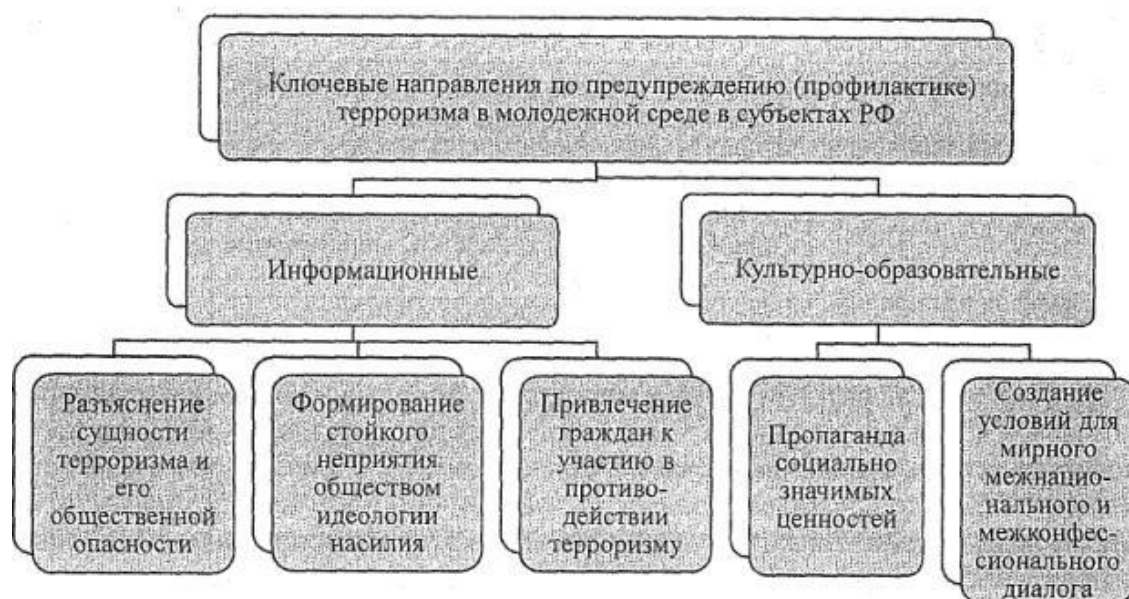 Ключевые направления по предупреждению (профилактике)
терроризма в молодежной среде в субъектах РФ
Информационные
Культурно-образовательные
Разъяснение
сущности
терроризма и
его
общественной
опасности
Формирование
стойкого
неприятия
обществом
идеологии
насилия
Привлечение
граждан к
участию в
противо-
действии
терроризму
Пропаганда
социально
значимых
ценностей
Создание
условий для
мирного
межнацио-
нального и
межконфес-
сионального
диалога